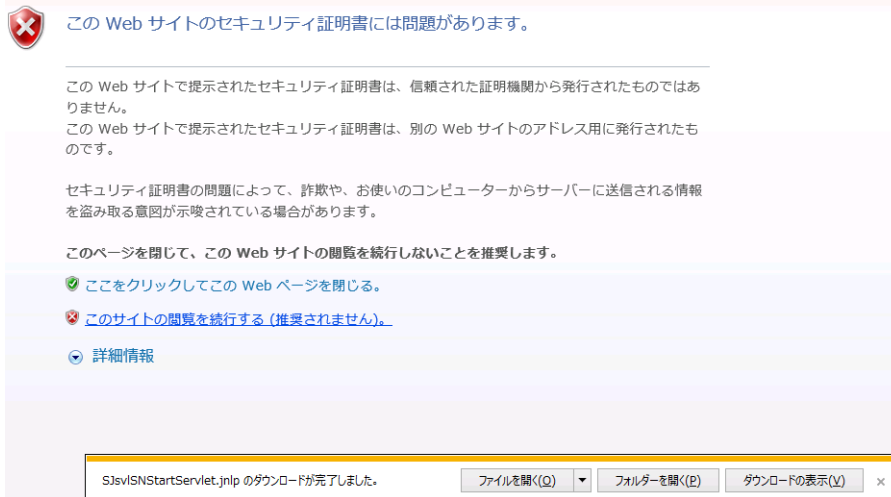 この Web サイトのセキュリティ証明書には問題があります。
この Web サイトで提示されたセキュリティ証明書は、信頼された証明機関から発行されたものではあ
りません。
この Web サイトで提示されたセキュリティ証明書は、別の Web サイトのアドレス用に発行されたも
のです。
セキュリティ証明書の問題によって、詐欺や、お使いのコンピューターからサーバーに送信される情報
を盗み取る意図が示唆されている場合があります。
このページを閉じて、この Web サイトの閲覧を続行しないことを推奨します。
ここをクリックしてこの Web ページを閉じる。
このサイトの閲覧を続行する (推奨されません)。
詳細情報
SJsvlSNStartServlet.jnlp のダウンロードが完了しました。 ファイルを開く(O) フォルダーを開く(P) ダウンロードの表示(V) ×